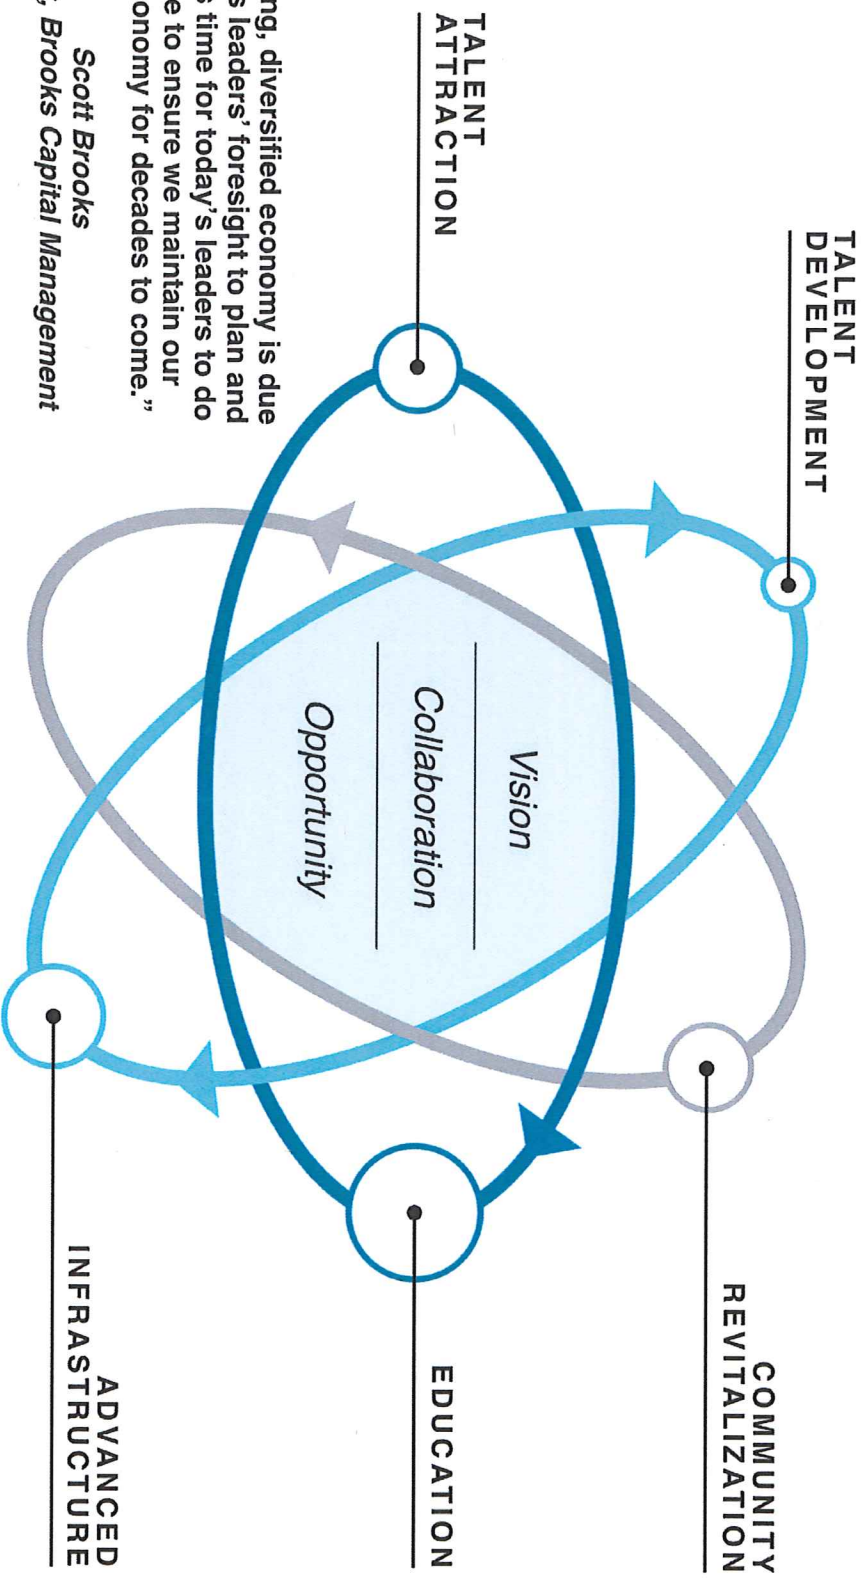 TALENT
DEVELOPMENT
COMMUNITY
REVITALIZATION
TALENT
ATTRACTION
Vision
Collaboration
Opportunity
EDUCATION
ADVANCED
INFRASTRUCTURE
diversified economy is due
leaders' foresight to plan and
time for today's leaders to do
to ensure we maintain our
for decades to come.”
Scott Brooks
Brooks Capital Management